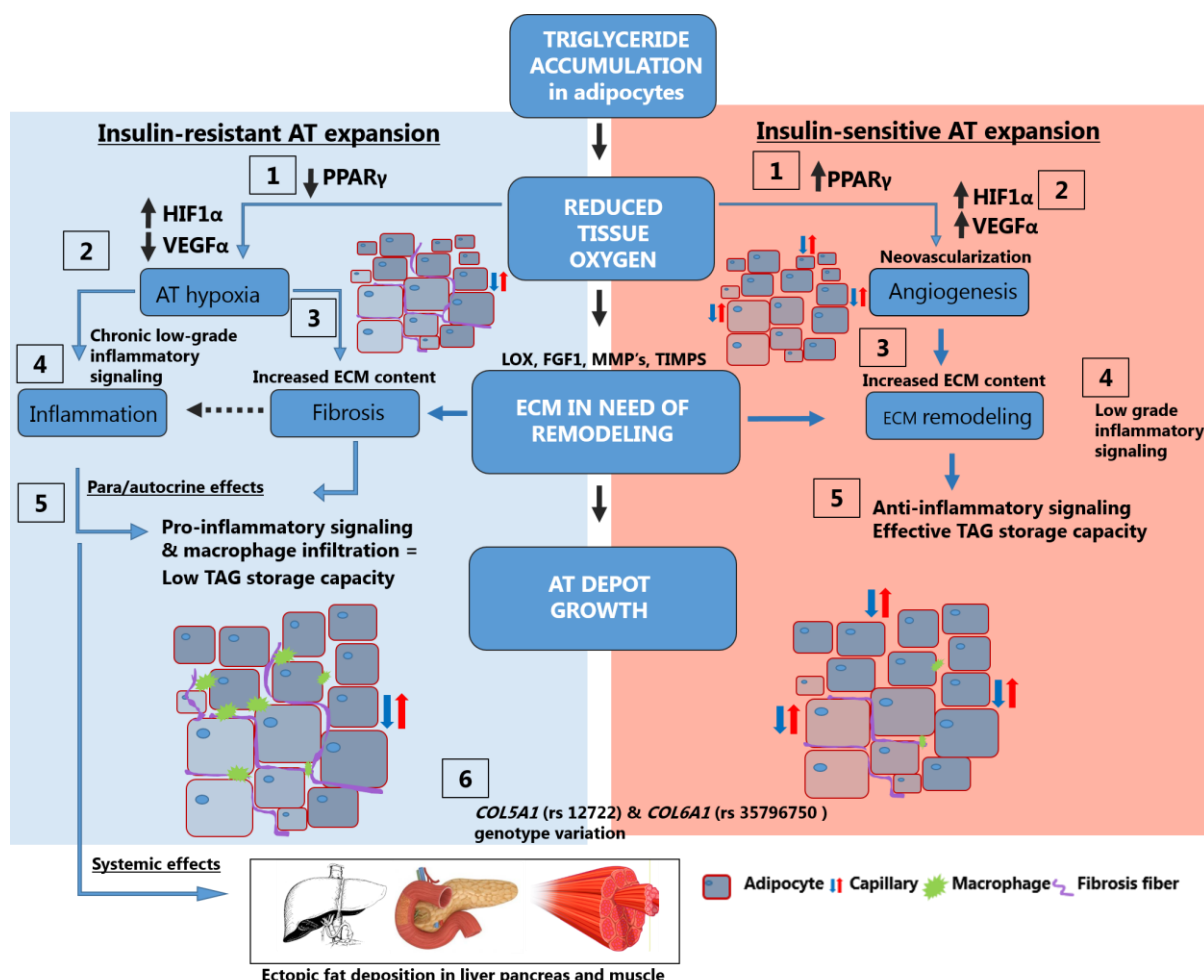 TRIGLYCERIDE
ACCUMULATION
in adipocytes
Insulin-resistant AT expansion
1
PPARγ
HIF1α
VEGFα
2
AT hypoxia
3
Chronic low-grade
inflammatory
signaling
4
Inflammation
Increased ECM content
Fibrosis
5
Para/autocrine effects
Pro-inflammatory signaling
& macrophage infiltration =
Low TAG storage capacity
REDUCED
TISSUE
OXYGEN
LOX, FGF1, MMP´s, TIMPS
ECM IN NEED OF
REMODELING
AT DEPOT
GROWTH
Insulin-sensitive AT expansion
1
PPARγ
2
HIF1α
VEGFα
Neovascularization
Angiogenesis
3
Increased ECM content
ECM remodeling
4
Low grade
inflammatory
signaling
5
Anti-inflammatory signaling
Effective TAG storage capacity
6
COL5A1 (rs 12722) & COL6A1 (rs 35796750 )
genotype variation
Systemic effects
Ectopic fat deposition in liver pancreas and muscle
Adipocyte Capillary Macrophage Fibrosis fiber